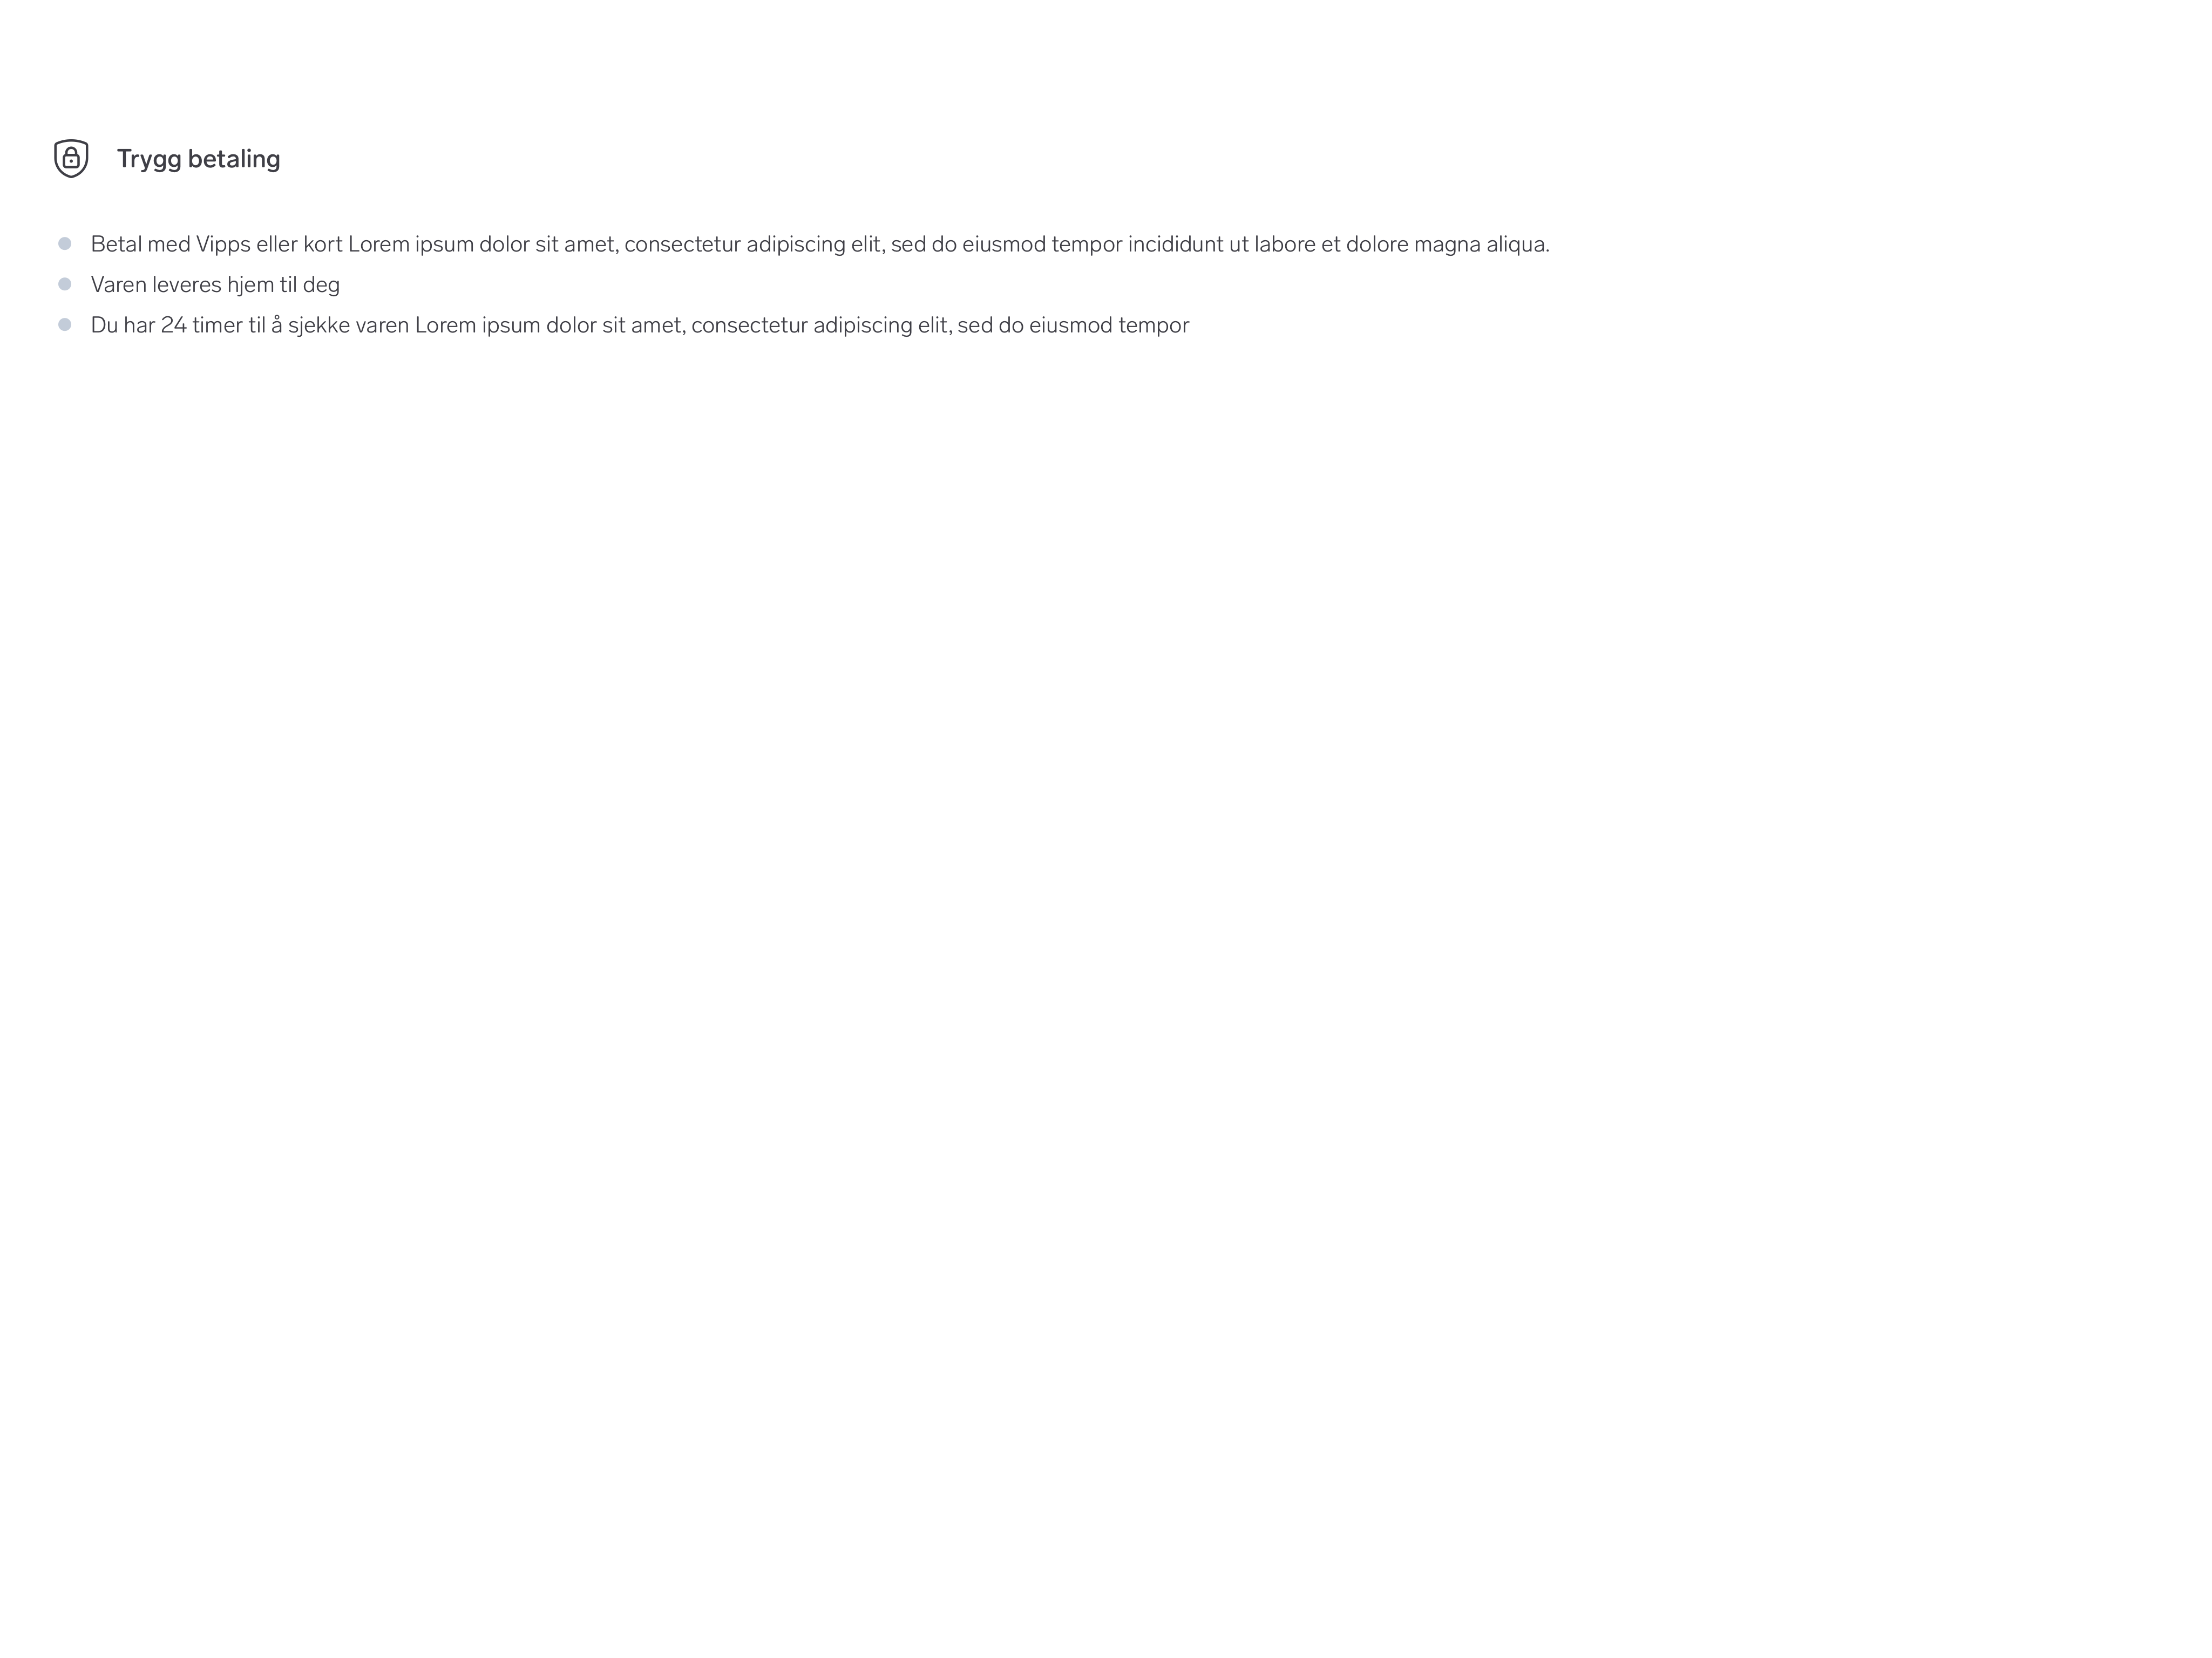 Trygg betaling
Betal med Vipps eller kort Lorem ipsum dolor sit amet, consectetur adipiscing elit, sed do eiusmod tempor incididunt ut labore et dolore magna aliqua.
Varen leveres hjem til deg
Du har 24 timer til å sjekke varen Lorem ipsum dolor sit amet, consectetur adipiscing elit, sed do eiusmod tempor